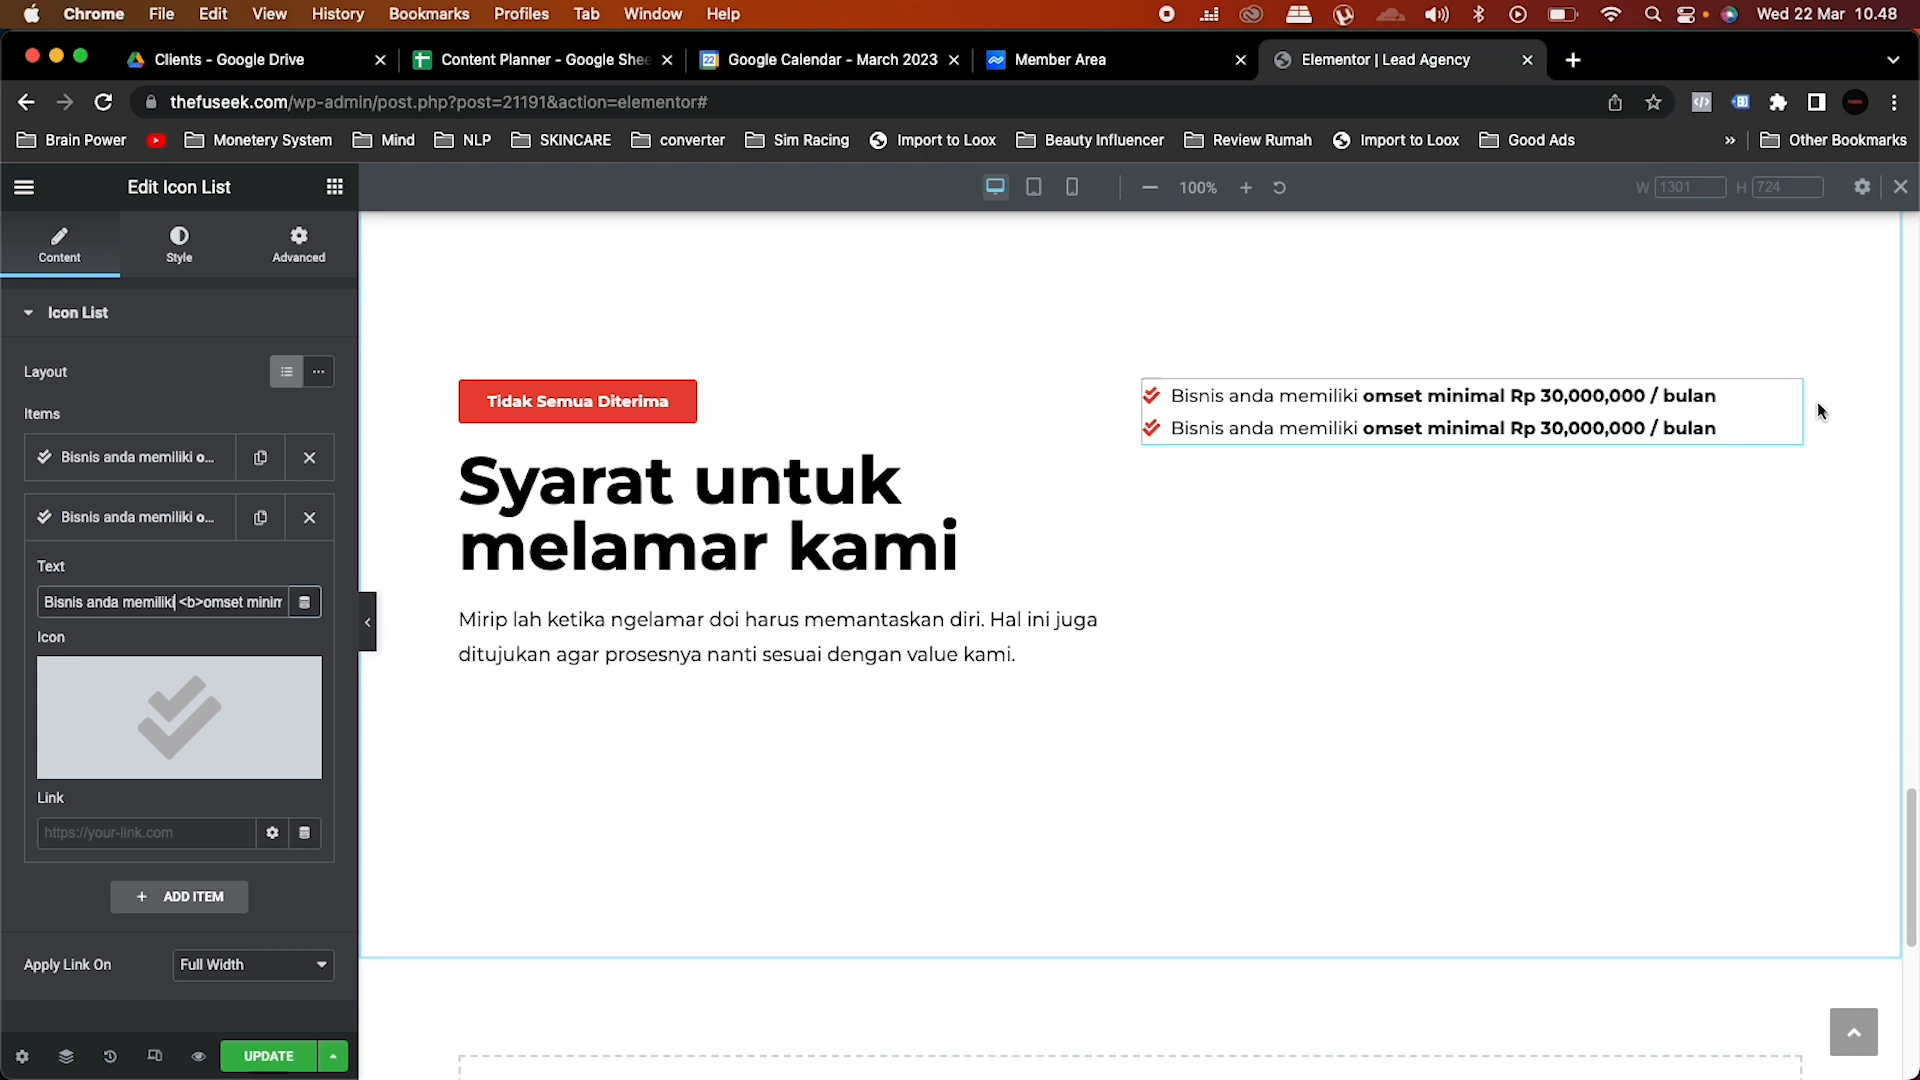 Chrome File Edit View History Bookmarks Profiles Tab Window Help Wed 22 Mar 10.48
Clients - Google Drive Content Planner - Google She Google Calendar - March 2023 Member Area Elementor | Lead Agency
thefuseek.com/wp-admin/post.php?post=21191&action=elementor#
Brain Power Monetery System Mind NLP SKINCARE converter Sim Racing Import to Loox Beauty Influencer Review Rumah Import to Loox Good Ads » Other Bookmarks
Edit Icon List 100% W 1301 H 724
Content Style Advanced
Icon List
Layout
Items
Bisnis anda memiliki o...
Bisnis anda memiliki o...
Text
Bisnis anda memiliki <b>omset minim
Icon
Link
https://your-link.com
+ ADD ITEM
Apply Link On Full Width
UPDATE
Tidak Semua Diterima
Syarat untuk
melamar kami
Mirip lah ketika ngelamar doi harus memantaskan diri. Hal ini juga
ditujukan agar prosesnya nanti sesuai dengan value kami.
Bisnis anda memiliki omset minimal Rp 30,000,000 / bulan
Bisnis anda memiliki omset minimal Rp 30,000,000 / bulan